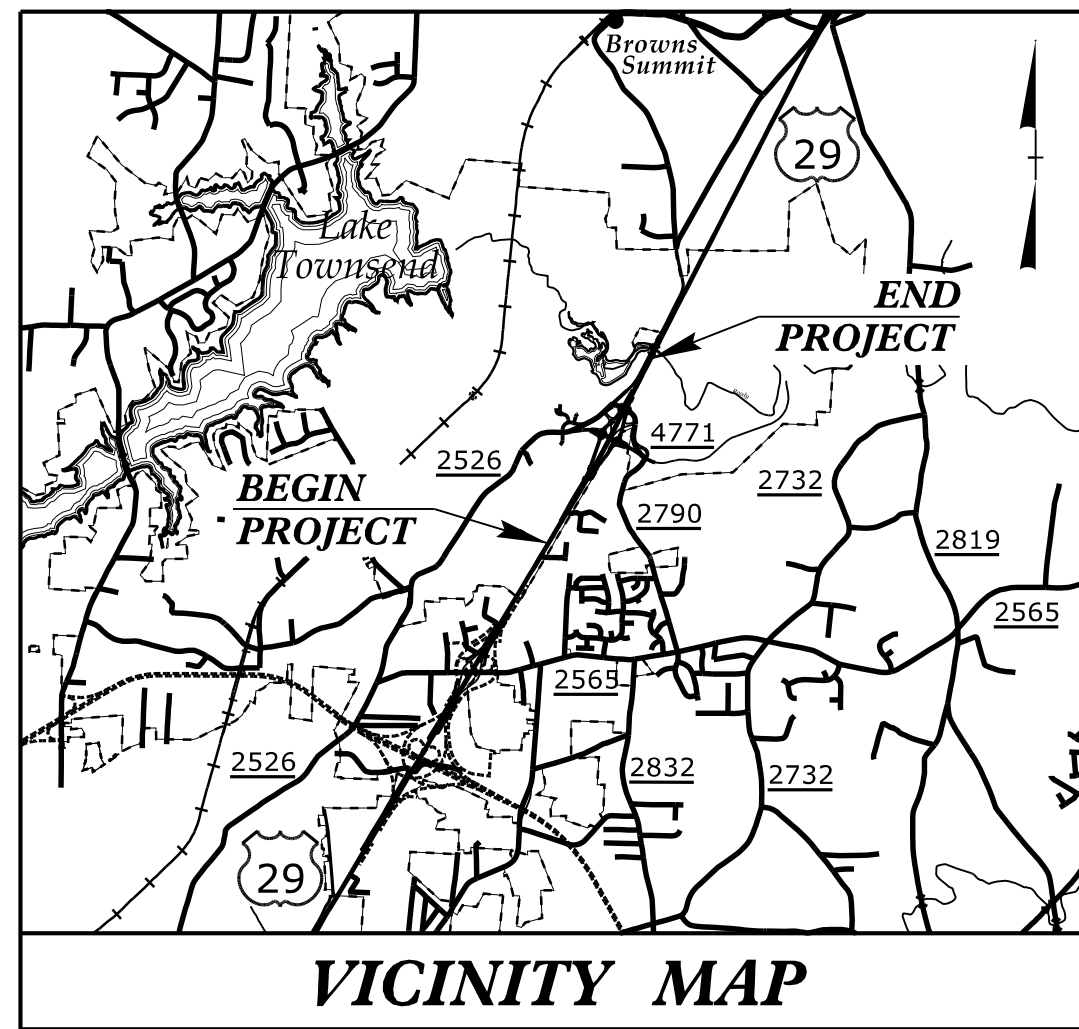 Browns
Summit
29
Lake
Townsend
END
PROJECT
4771
2526
2732
BEGIN
PROJECT
2790
2819
2565
2565
2526
2832
2732
29
VICINITY MAP